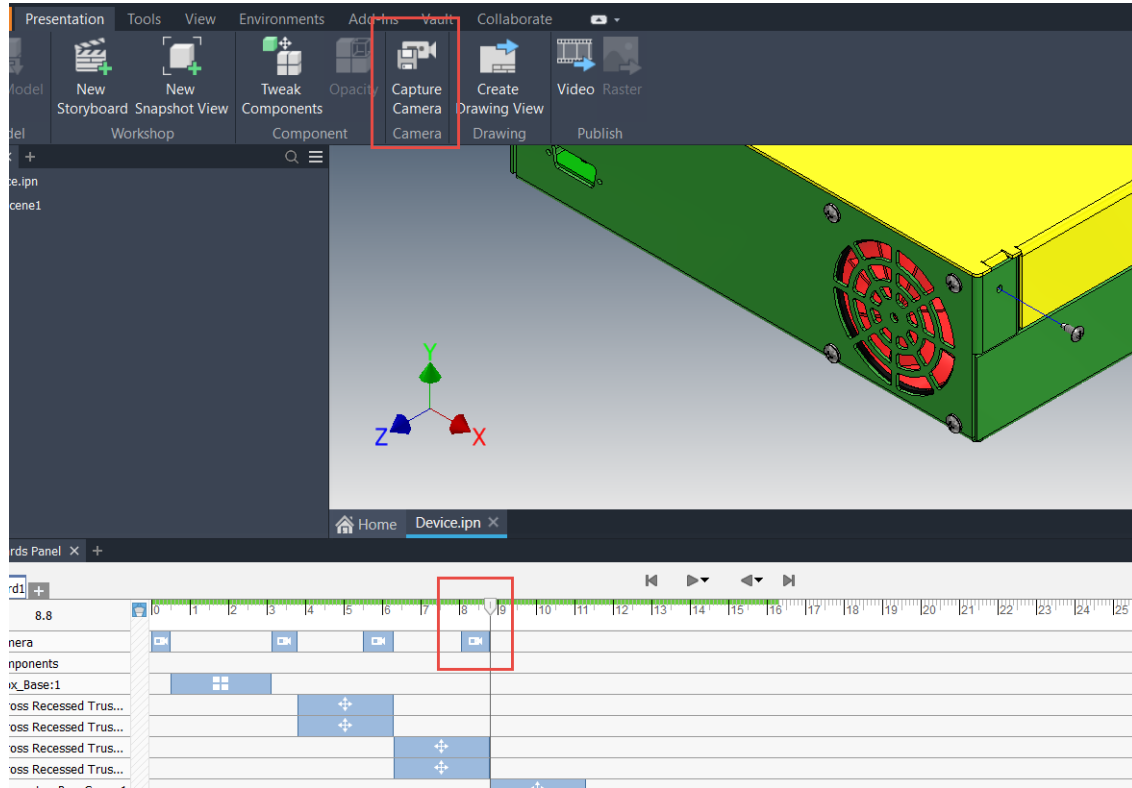 Presentation Tools View Environments Add-Ins Vault Collaborate
New Storyboard
New Snapshot View
Tweak Components
Opacity
Capture Camera
Create Drawing View
Video
Raster
Workshop
Component
Camera
Drawing
Publish
ce.ipn
cene1
Y
Z
X
Home Device.ipn
rds Panel
rd1
8.8
0 1 2 3 4 5 6 7 8 9 10 11 12 13 14 15 16 17 18 19 20 21 22 23 24 25
mera
mponents
ox_Base:1
ross Recessed Trus...
ross Recessed Trus...
ross Recessed Trus...
ross Recessed Trus...